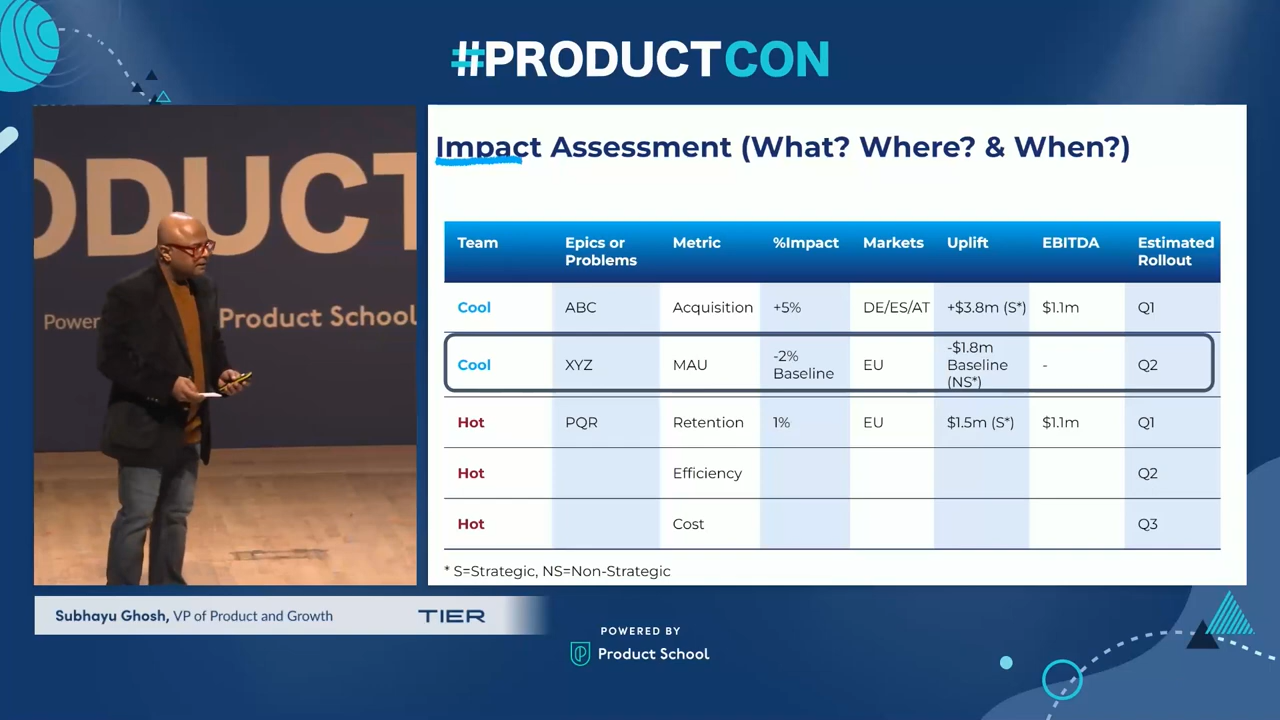 #PRODUCTCON
ODUCT
Power
Product School
Impact Assessment (What? Where? & When?)
Team Epics or Problems Metric %Impact Markets Uplift EBITDA Estimated Rollout
Cool ABC Acquisition +5% DE/ES/AT +$3.8m (S*) $1.1m Q1
Cool XYZ MAU -2% Baseline EU -$1.8m Baseline (NS*) - Q2
Hot PQR Retention 1% EU $1.5m (S*) $1.1m Q1
Hot Efficiency Q2
Hot Cost Q3
* S=Strategic, NS=Non-Strategic
Subhayu Ghosh, VP of Product and Growth TIER
POWERED BY
Product School